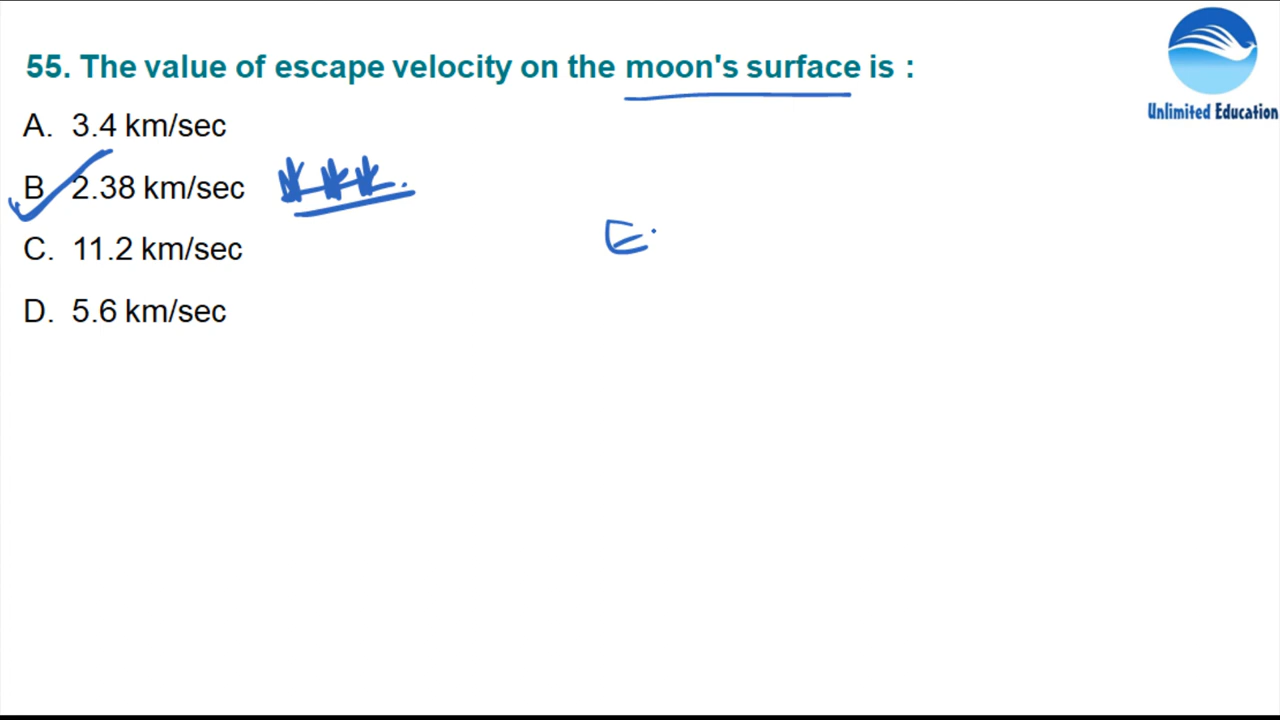 55. The value of escape velocity on the moon's surface is :
A. 3.4 km/sec
B 2.38 km/sec
C. 11.2 km/sec
D. 5.6 km/sec
E.
Unlimited Education